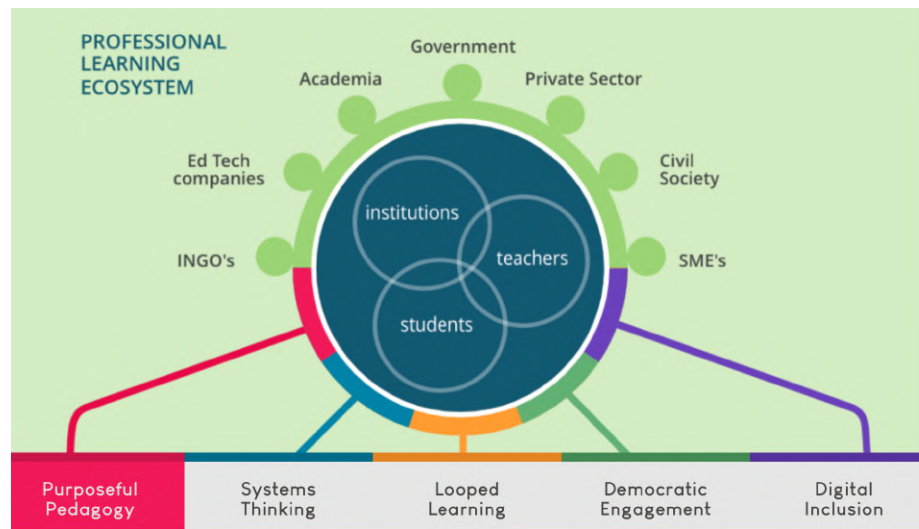 PROFESSIONAL
LEARNING
ECOSYSTEM
Government
Academia
Private Sector
Ed Tech
companies
Civil
Society
INGO's
SME's
institutions
teachers
students
Purposeful
Pedagogy
Systems
Thinking
Looped
Learning
Democratic
Engagement
Digital
Inclusion